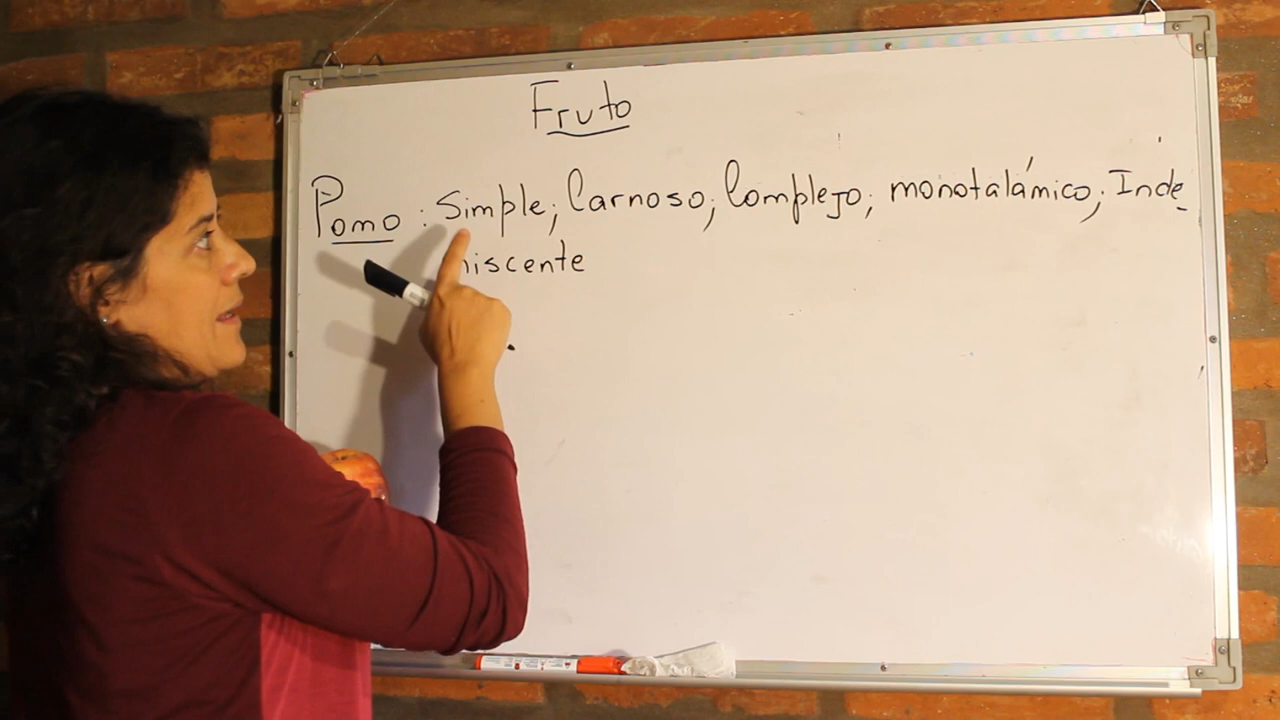 Fruto
Pomo: Simple; Carnoso; Complejo; monotalámico; Inde
hiscente